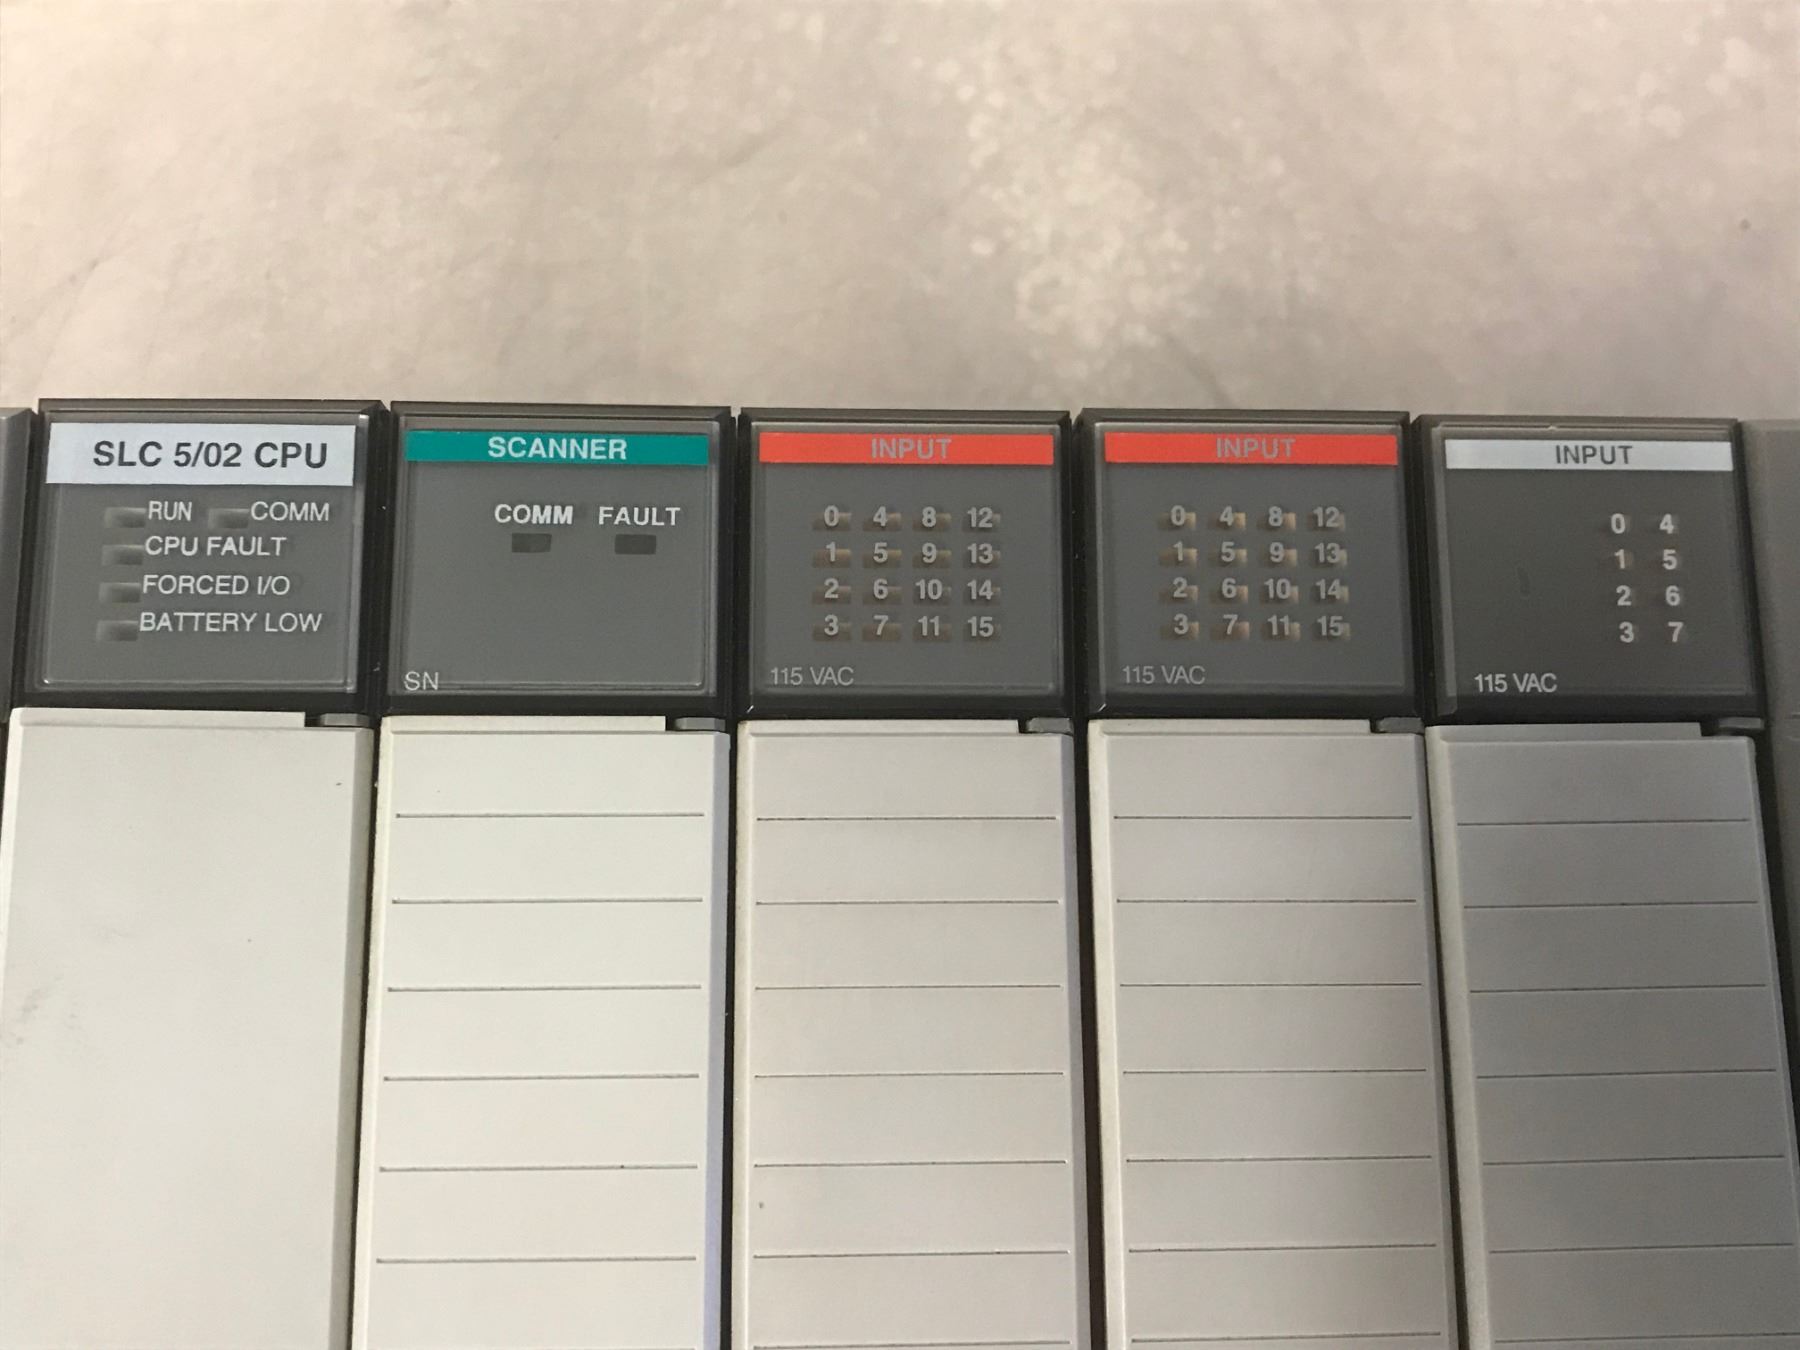 SLC 5/02 CPU
RUN COMM
CPU FAULT
FORCED I/O
BATTERY LOW
SCANNER
COMM FAULT
SN
INPUT
0 4 8 12
1 5 9 13
2 6 10 14
3 7 11 15
115 VAC
INPUT
0 4 8 12
1 5 9 13
2 6 10 14
3 7 11 15
115 VAC
INPUT
0 4
1 5
2 6
3 7
115 VAC